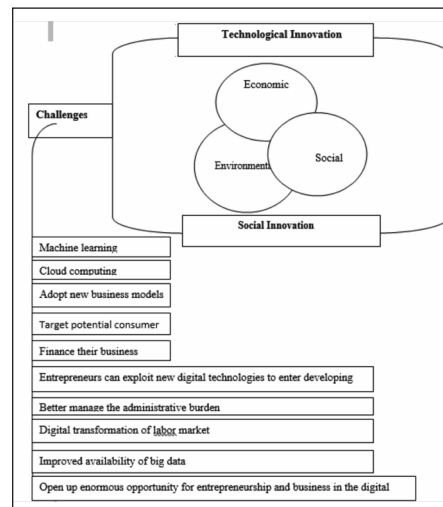 Technological Innovation
Economic
Challenges
Environmenta
Social
Social Innovation
Machine learning
Cloud computing
Adopt new business models
Target potential consumer
Finance their business
Entrepreneurs can exploit new digital technologies to enter developing
Better manage the administrative burden
Digital transformation of labor market
Improved availability of big data
Open up enormous opportunity for entrepreneurship and business in the digital